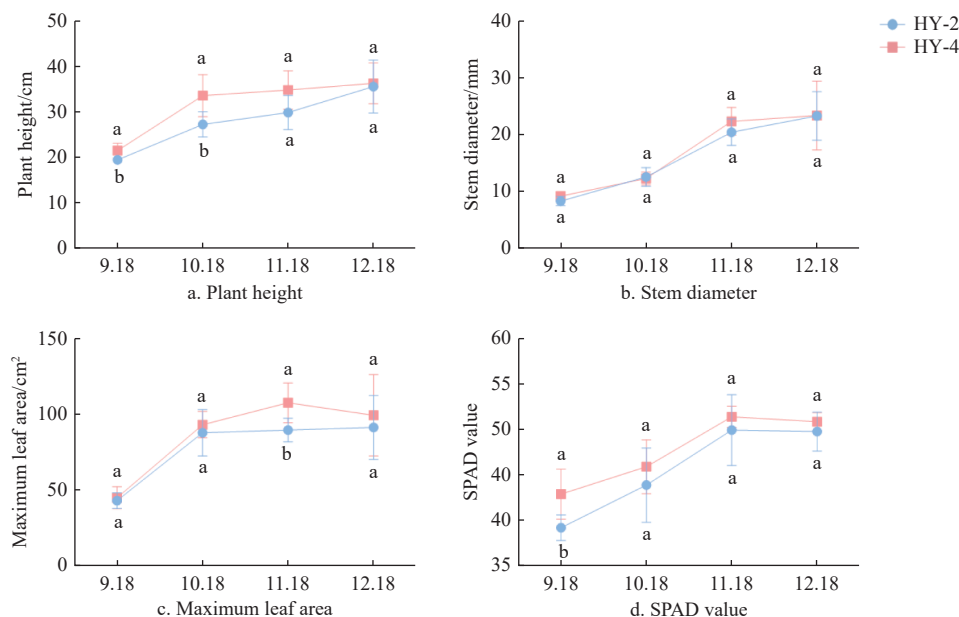 HY-2
HY-4
Plant height/cm
50
40
30
20
10
0
a
a
a
a
a
b
b
a
a
9.18
10.18
11.18
12.18
a. Plant height
Stem diameter/mm
40
30
20
10
0
a
a
a
a
a
a
a
a
9.18
10.18
11.18
12.18
b. Stem diameter
Maximum leaf area/cm²
150
100
50
0
a
a
a
a
a
a
b
a
9.18
10.18
11.18
12.18
c. Maximum leaf area
SPAD value
60
55
50
40
40
35
a
a
a
a
b
a
a
a
9.18
10.18
11.18
12.18
d. SPAD value